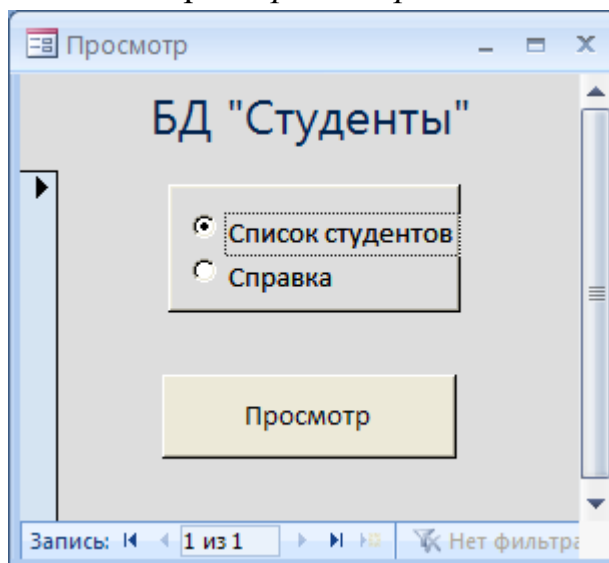 Просмотр
БД "Студенты"
Список студентов
Справка
Просмотр
Запись: 1 из 1 Нет фильтра